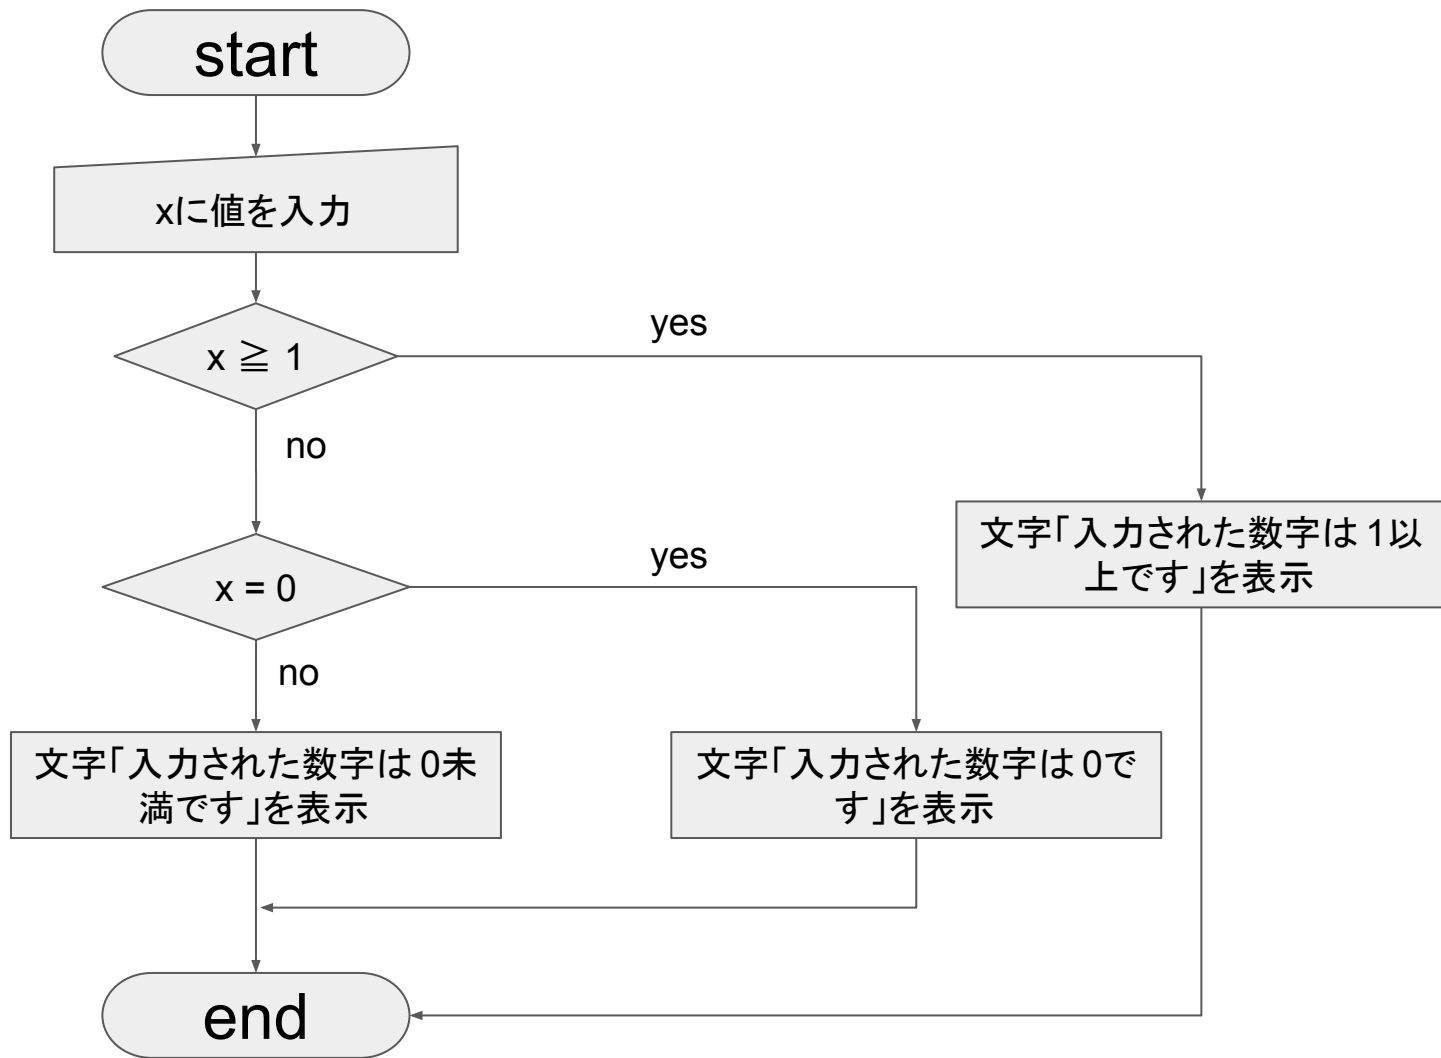 start
xに値を入力
x ≧ 1
yes
no
文字「入力された数字は 1以
上です」を表示
x = 0
yes
no
文字「入力された数字は 0未
満です」を表示
文字「入力された数字は 0で
す」を表示
end